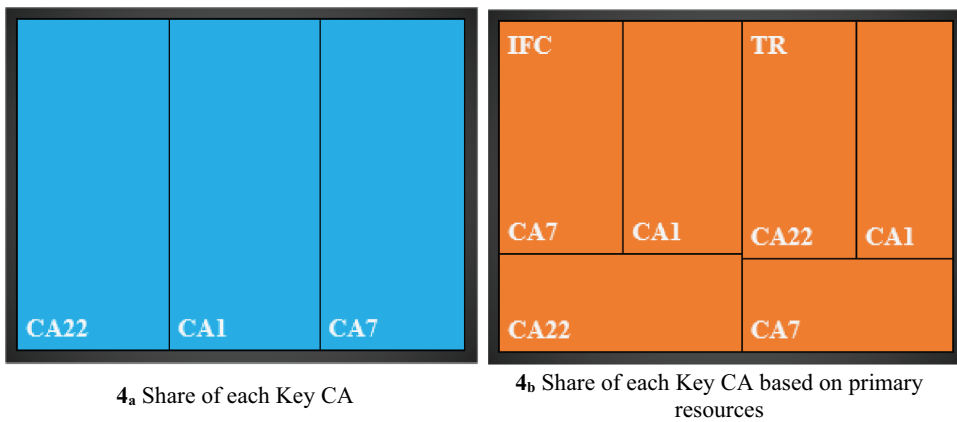 CA22 CA1 CA7
4a Share of each Key CA
IFC TR
CA7 CA1 CA22 CA1
CA22 CA7
4b Share of each Key CA based on primary
resources